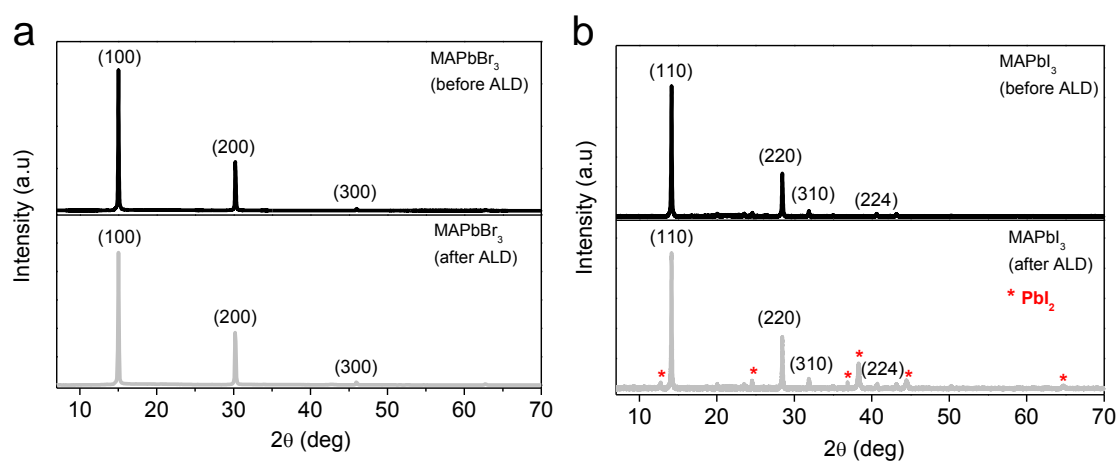 a
MAPbBr₃
(before ALD)
(100)
(200)
(300)
MAPbBr₃
(after ALD)
(100)
(200)
(300)
Intensity (a.u)
10 20 30 40 50 60 70
2θ (deg)
b
MAPbI₃
(before ALD)
(110)
(220)
(310)
(224)
MAPbI₃
(after ALD)
* PbI₂
(110)
(220)
(310)
(224)
* * * * * *
Intensity (a.u)
10 20 30 40 50 60 70
2θ (deg)